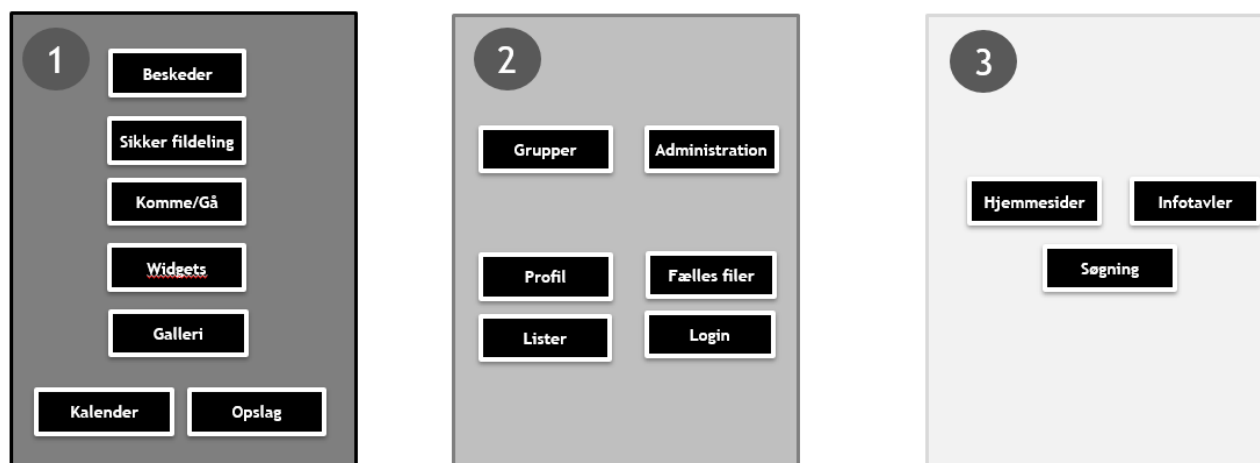 1
Beskeder
Sikker fildeling
Komme/Gå
Widgets
Galleri
Kalender
Opslag
2
Grupper
Administration
Profil
Fælles filer
Lister
Login
3
Hjemmesider
Infotavler
Søgning